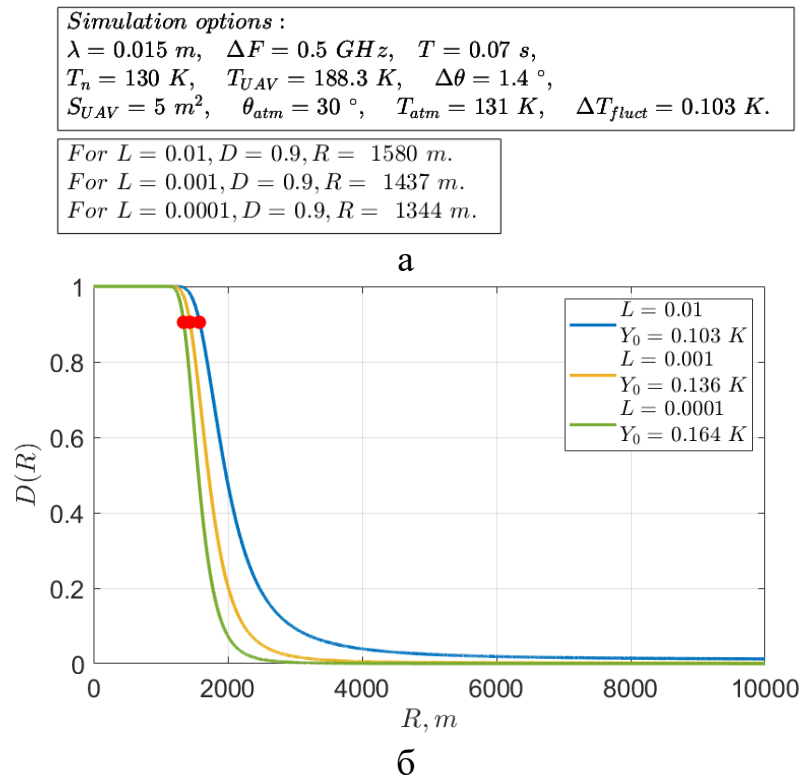 Simulation options :
λ = 0.015 m, ΔF = 0.5 GHz, T = 0.07 s,
T_n = 130 K, T_UAV = 188.3 K, Δθ = 1.4 °,
S_UAV = 5 m², θ_atm = 30 °, T_atm = 131 K, ΔT_fluct = 0.103 K.
For L = 0.01, D = 0.9, R = 1580 m.
For L = 0.001, D = 0.9, R = 1437 m.
For L = 0.0001, D = 0.9, R = 1344 m.
а
1
0.8
0.6
0.4
0.2
0
D(R)
L = 0.01
Y_0 = 0.103 K
L = 0.001
Y_0 = 0.136 K
L = 0.0001
Y_0 = 0.164 K
0 2000 4000 6000 8000 10000
R, m
б